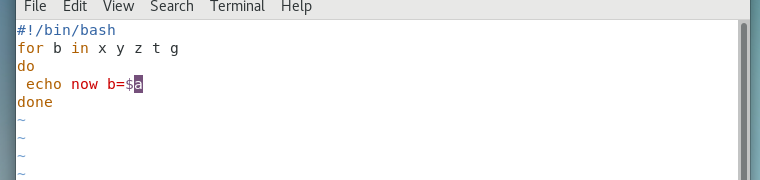 File Edit View Search Terminal Help
#!/bin/bash
for b in x y z t g
do
 echo now b=$a
done
~
~
~
~